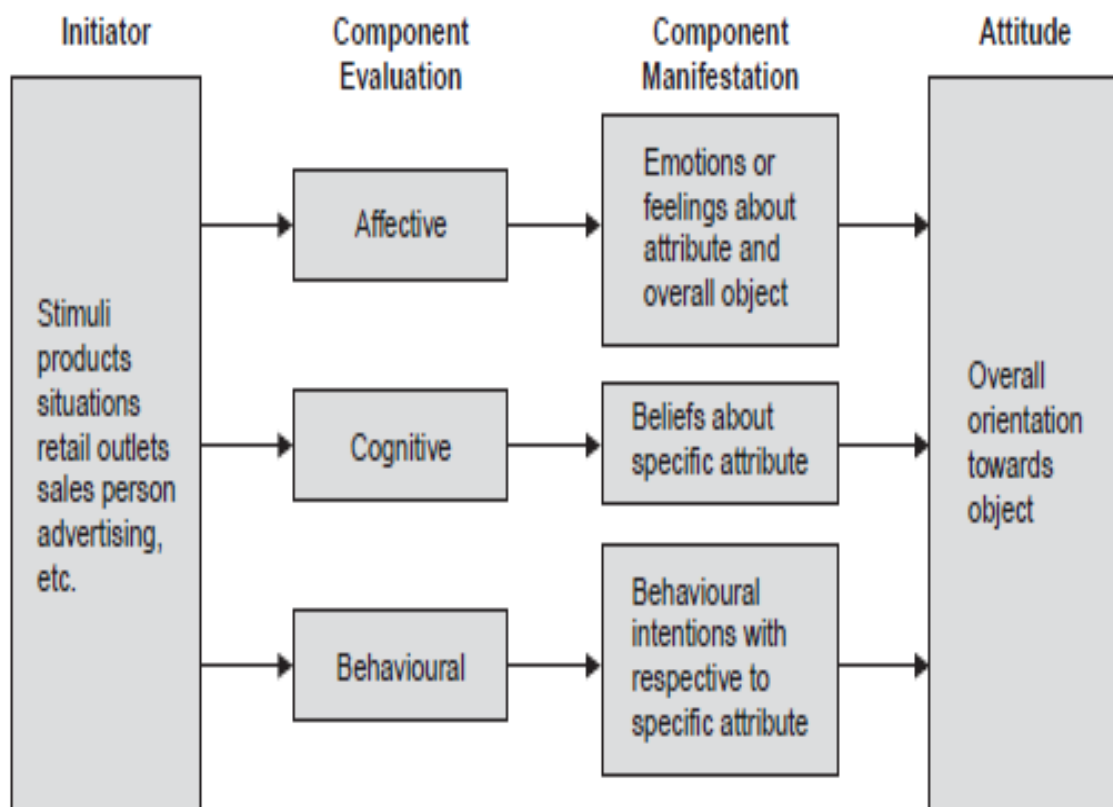 Initiator
Component
Evaluation
Component
Manifestation
Attitude
Stimuli
products
situations
retail outlets
sales person
advertising,
etc.
Affective
Emotions or
feelings about
attribute and
overall object
Cognitive
Beliefs about
specific attribute
Behavioural
Behavioural
intentions with
respective to
specific attribute
Overall
orientation
towards
object